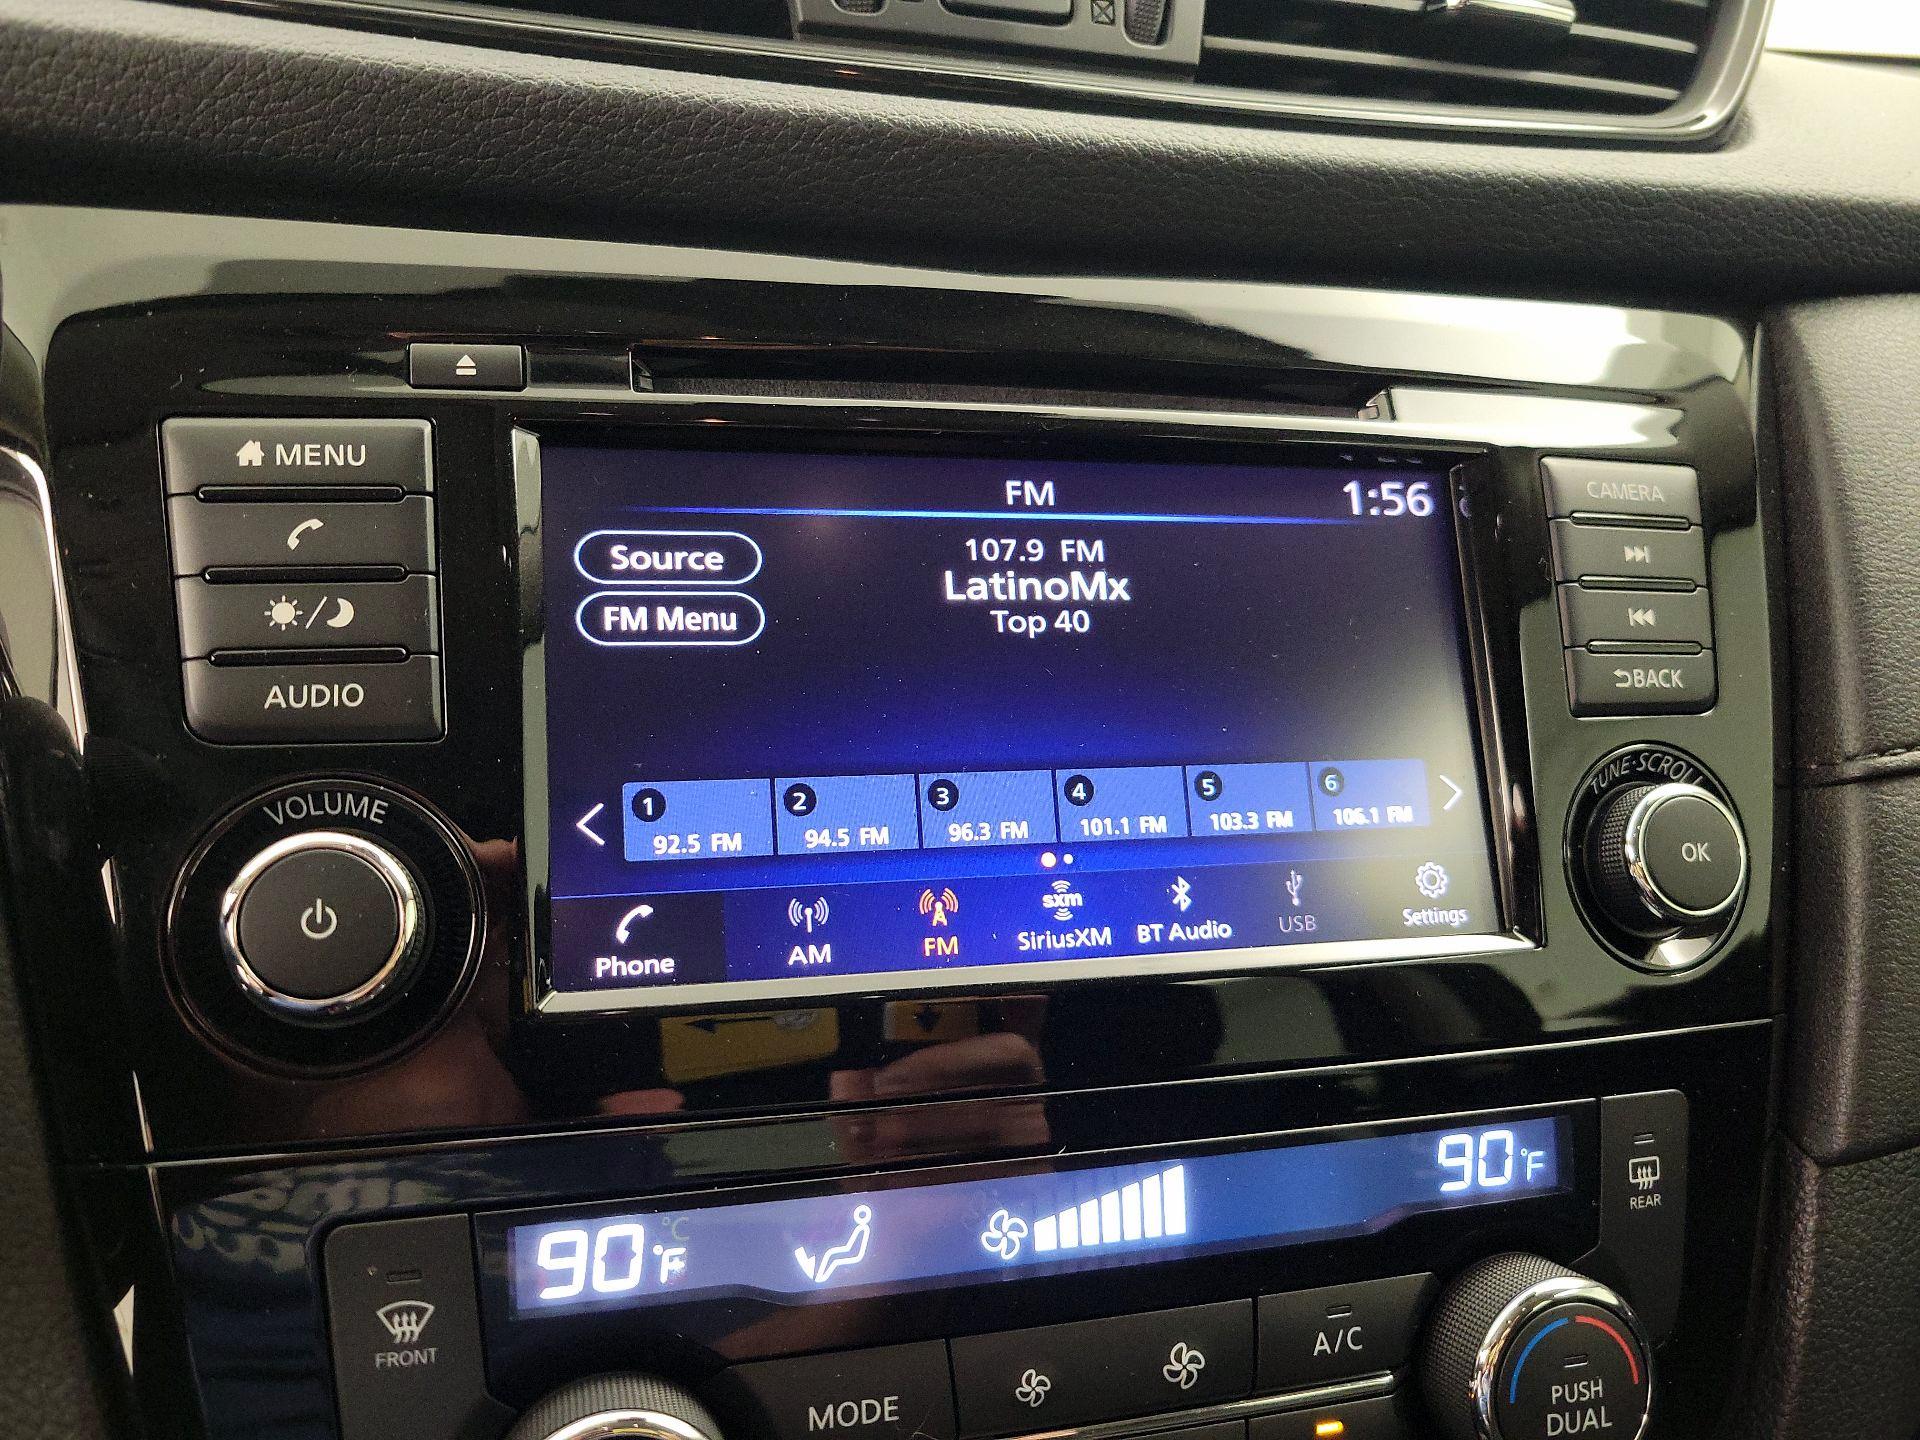 MENU
AUDIO
VOLUME
FM
1:56
Source
FM Menu
107.9 FM
LatinoMx
Top 40
1
92.5 FM
2
94.5 FM
3
96.3 FM
4
101.1 FM
5
103.3 FM
6
106.1 FM
Phone
AM
FM
sxm
SiriusXM
BT Audio
USB
Settings
CAMERA
BACK
TUNE·SCROLL
OK
90°F
°C
90°F
REAR
FRONT
MODE
A/C
PUSH
DUAL